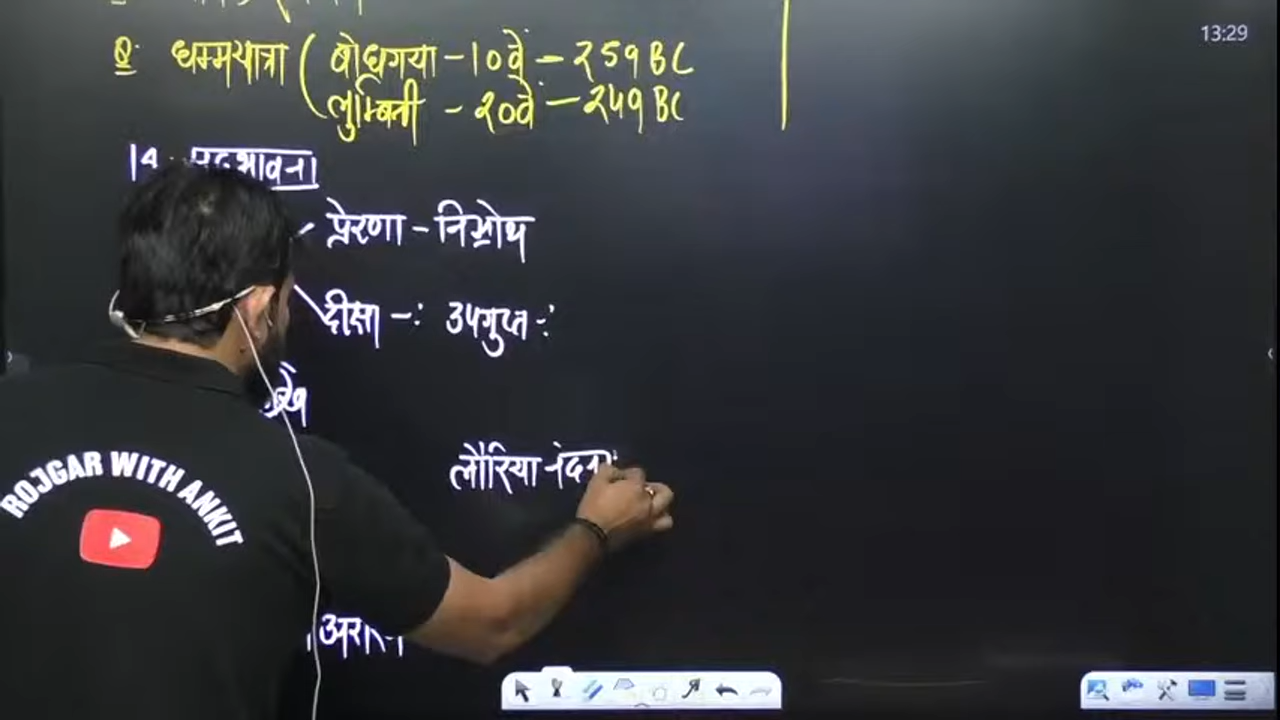 13:29
Q. धम्मयात्रा ( बोधगया - 10वें - 259 BC
लुम्बिनी - 20वें - 249 BC
14.
प्रेरणा - निग्रोथ
दीक्षा -: उपगुप्त -:
लौरिया
ROJGAR WITH ANKIT